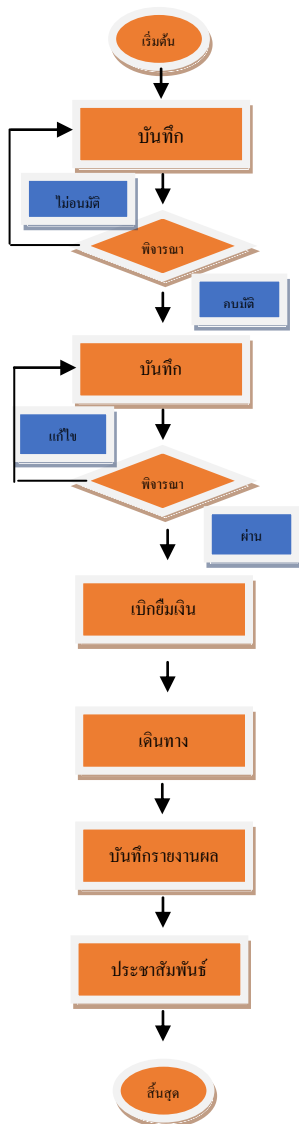 เริ่มต้น
บันทึก
ไม่อนมัติ
พิจารณา
อนมัติ
บันทึก
แก้ไข
พิจารณา
ผ่าน
เบิกยืมเงิน
เดินทาง
บันทึกรายงานผล
ประชาสัมพันธ์
สิ้นสุด